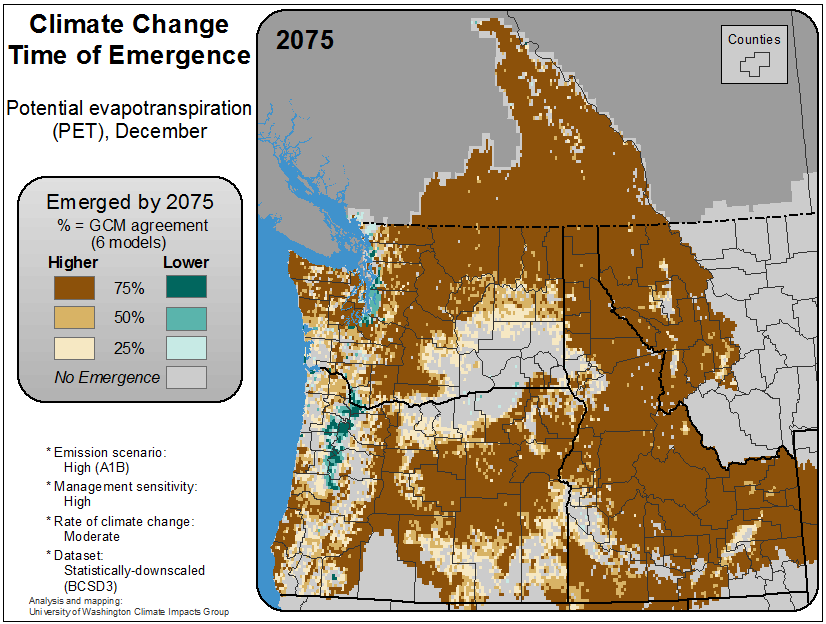 Climate Change
Time of Emergence
Potential evapotranspiration
(PET), December
Emerged by 2075
% = GCM agreement
(6 models)
Higher Lower
75%
50%
25%
No Emergence
* Emission scenario:
High (A1B)
* Management sensitivity:
High
* Rate of climate change:
Moderate
* Dataset:
Statistically-downscaled
(BCSD3)
Analysis and mapping:
University of Washington Climate Impacts Group
2075
Counties